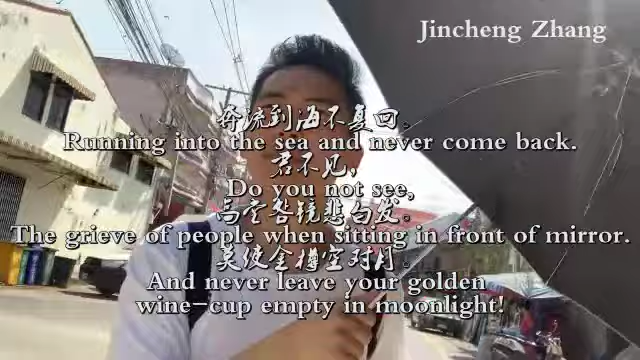 Jincheng Zhang
奔流到海不复回。
Running into the sea and never come back.
君不见，
Do you not see,
高堂明镜悲白发。
The grieve of people when sitting in front of mirror.
莫使金樽空对月。
And never leave your golden
wine-cup empty in moonlight!